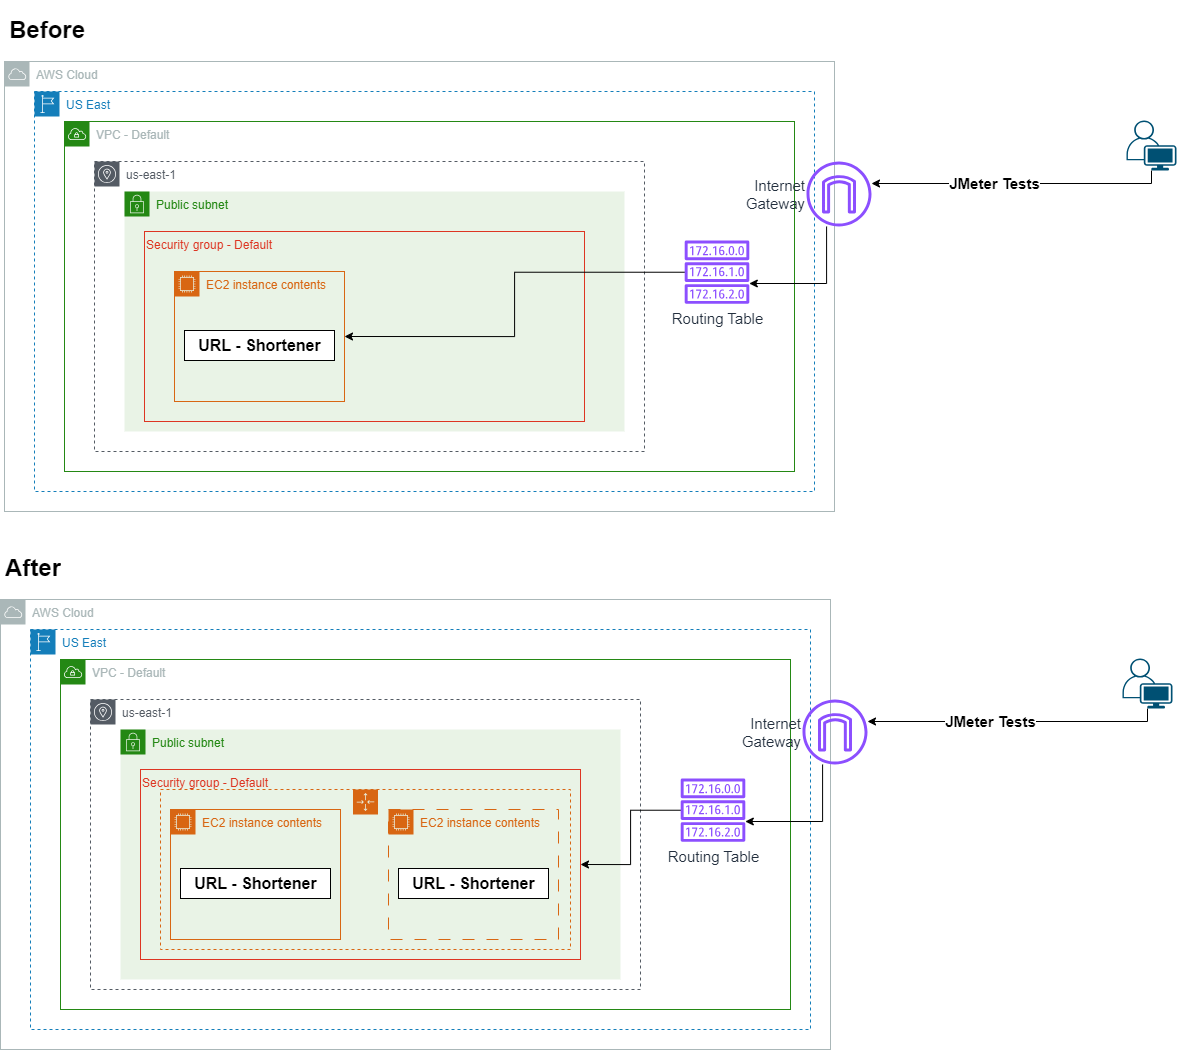 Before
AWS Cloud
US East
VPC - Default
us-east-1
Public subnet
Security group - Default
EC2 instance contents
URL - Shortener
Internet
Gateway
JMeter Tests
172.16.0.0
172.16.1.0
172.16.2.0
Routing Table
After
AWS Cloud
US East
VPC - Default
us-east-1
Public subnet
Security group - Default
EC2 instance contents
URL - Shortener
EC2 instance contents
URL - Shortener
Internet
Gateway
JMeter Tests
172.16.0.0
172.16.1.0
172.16.2.0
Routing Table